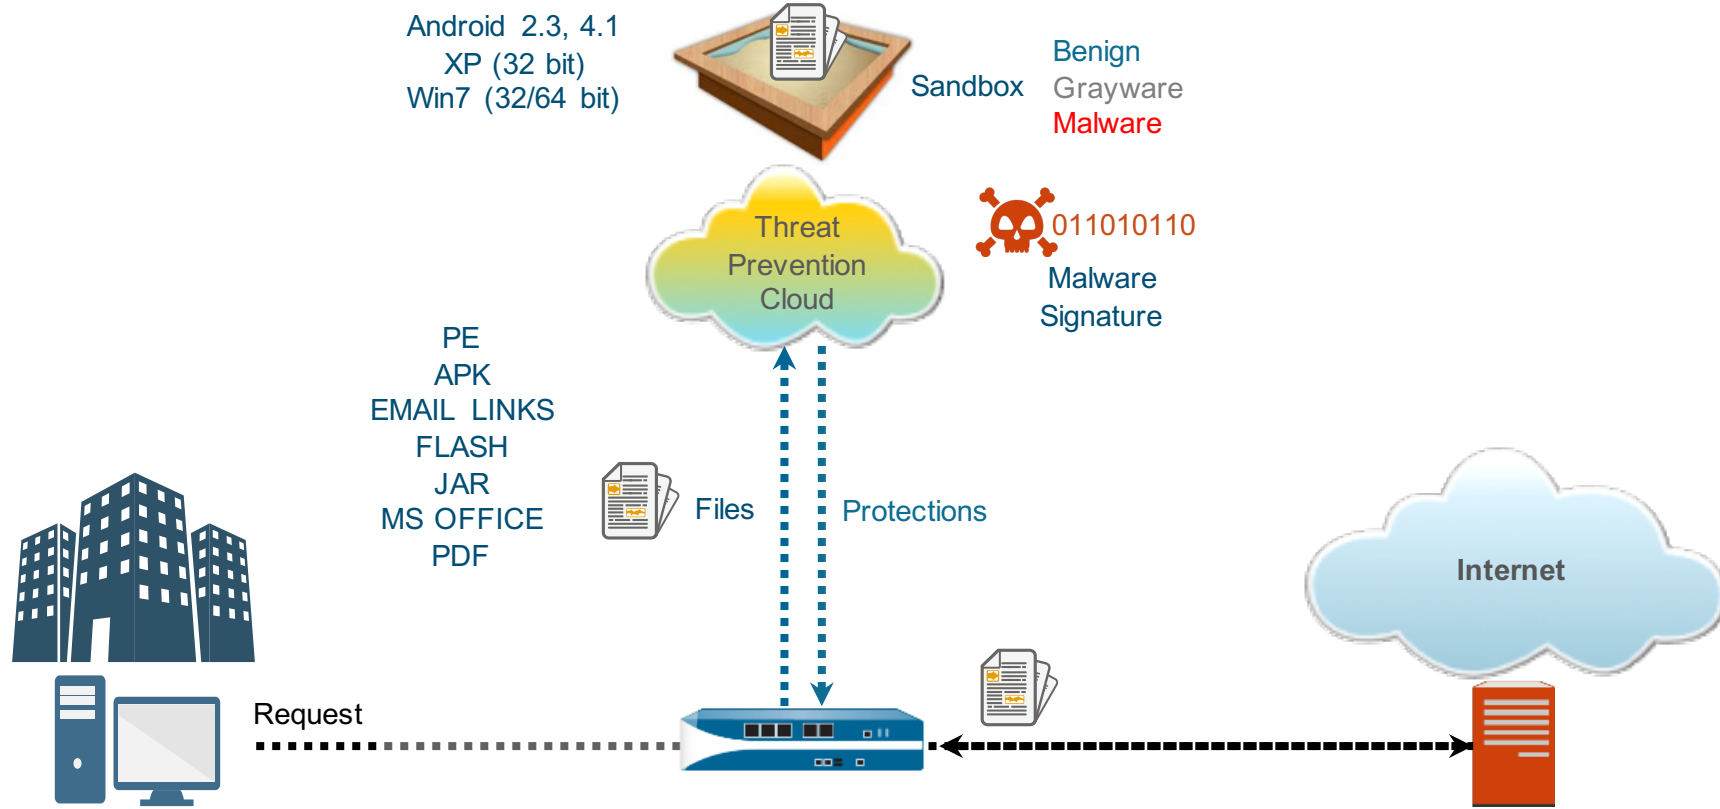 Android 2.3, 4.1
XP (32 bit)
Win7 (32/64 bit)
Sandbox
Benign
Grayware
Malware
Threat
Prevention
Cloud
011010110
Malware
Signature
PE
APK
EMAIL LINKS
FLASH
JAR
MS OFFICE
PDF
Files
Protections
Internet
Request